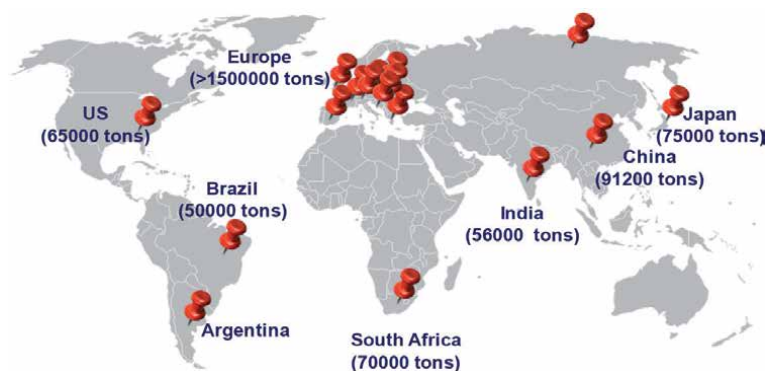 Europe
(>1500000 tons)
US
(65000 tons)
Japan
(75000 tons)
China
(91200 tons)
Brazil
(50000 tons)
India
(56000 tons)
Argentina
South Africa
(70000 tons)